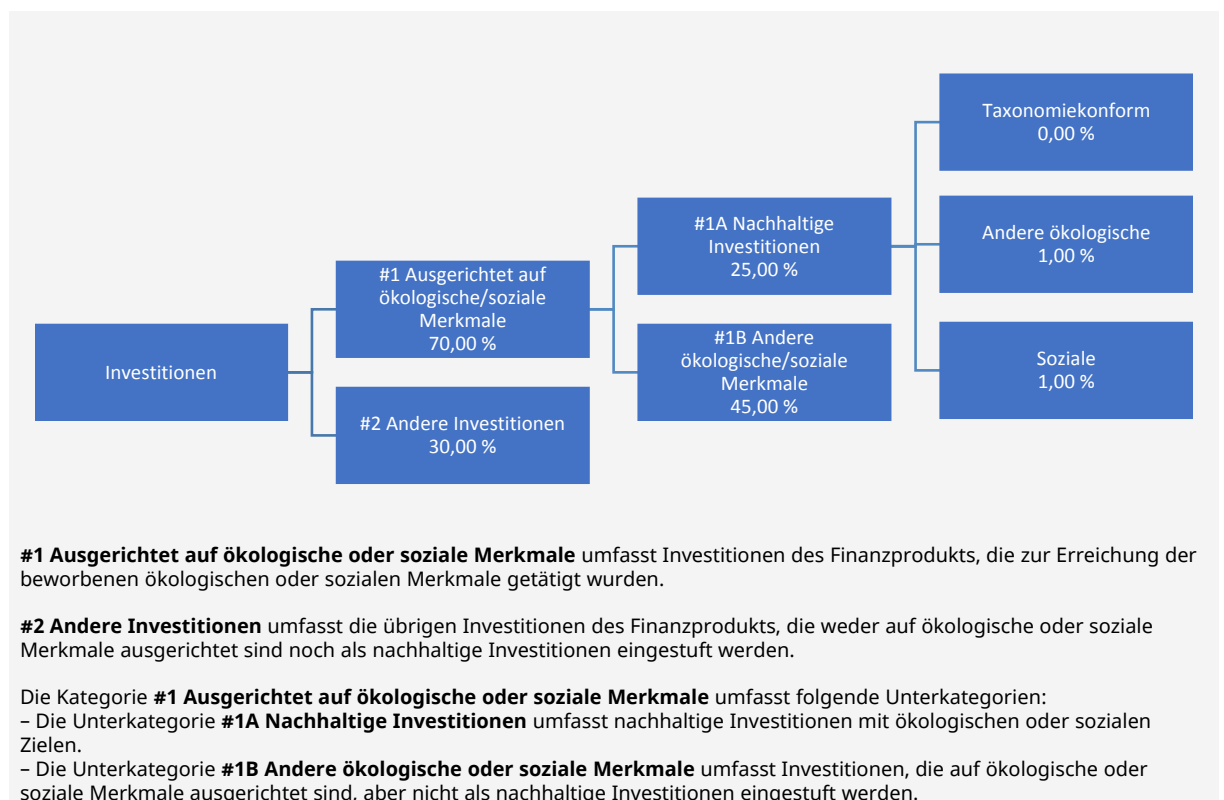 Investitionen
#1 Ausgerichtet auf
ökologische/soziale
Merkmale
70,00 %
#2 Andere Investitionen
30,00 %
#1A Nachhaltige
Investitionen
25,00 %
#1B Andere
ökologische/soziale
Merkmale
45,00 %
Taxonomiekonform
0,00 %
Andere ökologische
1,00 %
Soziale
1,00 %
#1 Ausgerichtet auf ökologische oder soziale Merkmale umfasst Investitionen des Finanzprodukts, die zur Erreichung der
beworbenen ökologischen oder sozialen Merkmale getätigt wurden.
#2 Andere Investitionen umfasst die übrigen Investitionen des Finanzprodukts, die weder auf ökologische oder soziale
Merkmale ausgerichtet sind noch als nachhaltige Investitionen eingestuft werden.
Die Kategorie #1 Ausgerichtet auf ökologische oder soziale Merkmale umfasst folgende Unterkategorien:
– Die Unterkategorie #1A Nachhaltige Investitionen umfasst nachhaltige Investitionen mit ökologischen oder sozialen
Zielen.
– Die Unterkategorie #1B Andere ökologische oder soziale Merkmale umfasst Investitionen, die auf ökologische oder
soziale Merkmale ausgerichtet sind, aber nicht als nachhaltige Investitionen eingestuft werden.